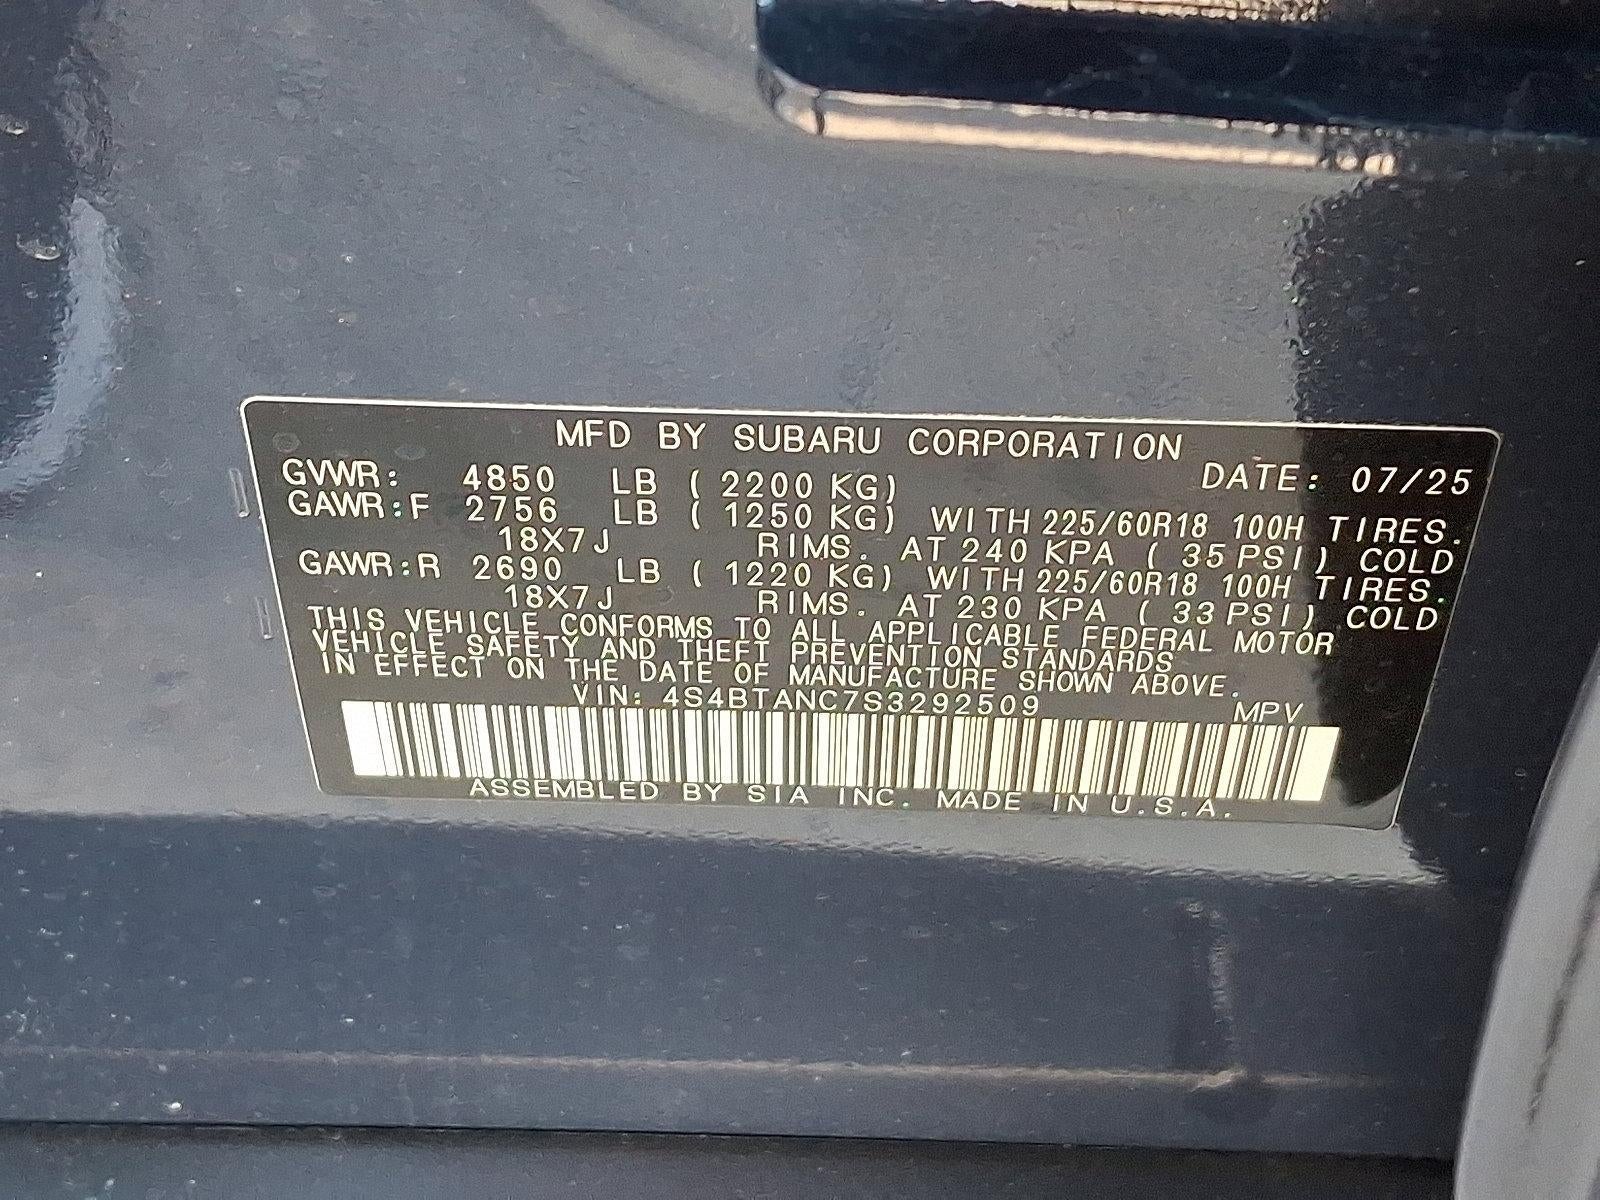 MFD BY SUBARU CORPORATION
GVWR: 4850 LB ( 2200 KG) DATE: 07/25
GAWR:F 2756 LB ( 1250 KG) WITH 225/60R18 100H TIRES.
18X7J RIMS. AT 240 KPA ( 35 PSI) COLD
GAWR:R 2690 LB ( 1220 KG) WITH 225/60R18 100H TIRES.
18X7J RIMS. AT 230 KPA ( 33 PSI) COLD
THIS VEHICLE CONFORMS TO ALL APPLICABLE FEDERAL MOTOR
VEHICLE SAFETY AND THEFT PREVENTION STANDARDS
IN EFFECT ON THE DATE OF MANUFACTURE SHOWN ABOVE.
VIN: 4S4BTANC7S3292509 MPV
ASSEMBLED BY SIA INC. MADE IN U.S.A.